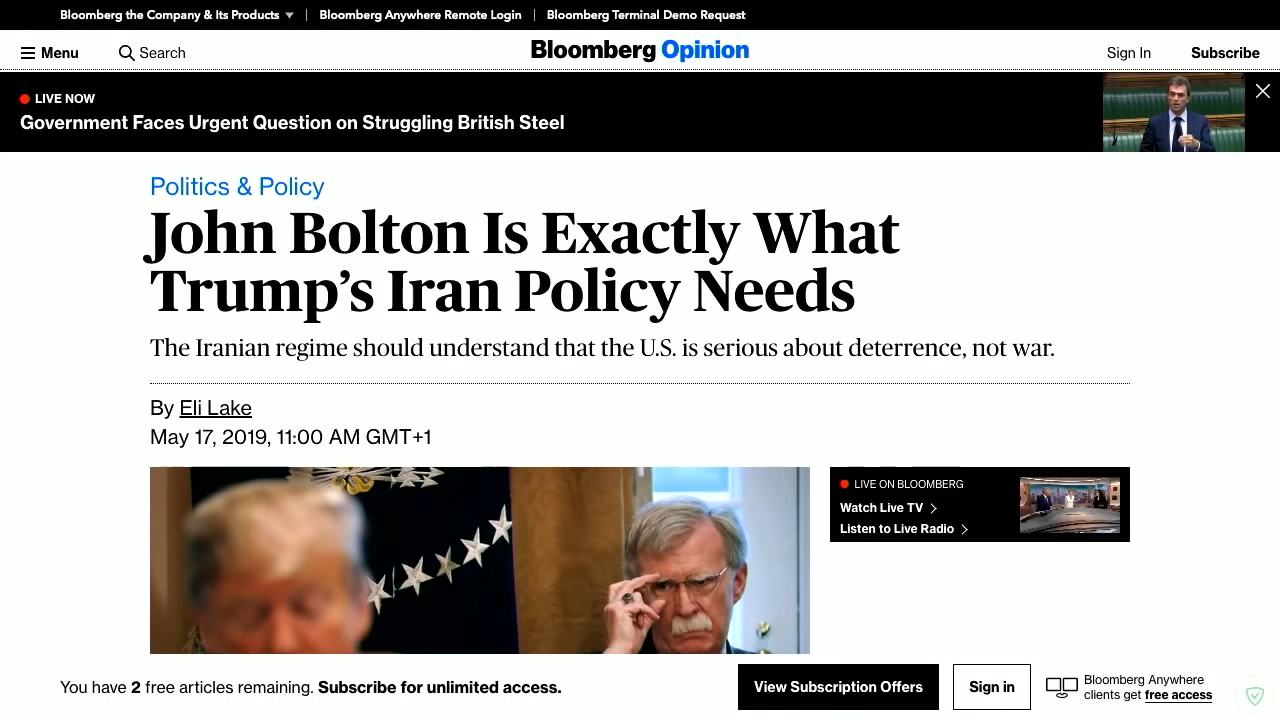 Bloomberg the Company & Its Products
Bloomberg Anywhere Remote Login
Bloomberg Terminal Demo Request
Menu
Search
Bloomberg Opinion
Sign In
Subscribe
LIVE NOW
Government Faces Urgent Question on Struggling British Steel
Politics & Policy
John Bolton Is Exactly What
Trump’s Iran Policy Needs
The Iranian regime should understand that the U.S. is serious about deterrence, not war.
By Eli Lake
May 17, 2019, 11:00 AM GMT+1
LIVE ON BLOOMBERG
Watch Live TV
Listen to Live Radio
You have 2 free articles remaining. Subscribe for unlimited access.
View Subscription Offers
Sign in
Bloomberg Anywhere
clients get free access